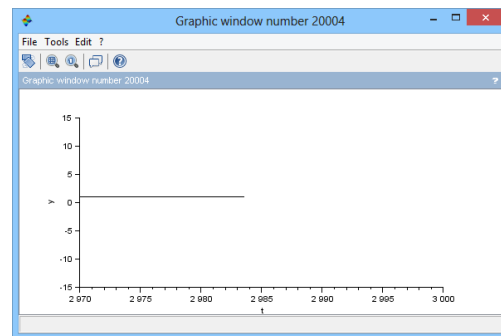 Graphic window number 20004
File Tools Edit ?
Graphic window number 20004 ?
15
10
5
y 0
-5
-10
-15
2 970 2 975 2 980 2 985 2 990 2 995 3 000
t